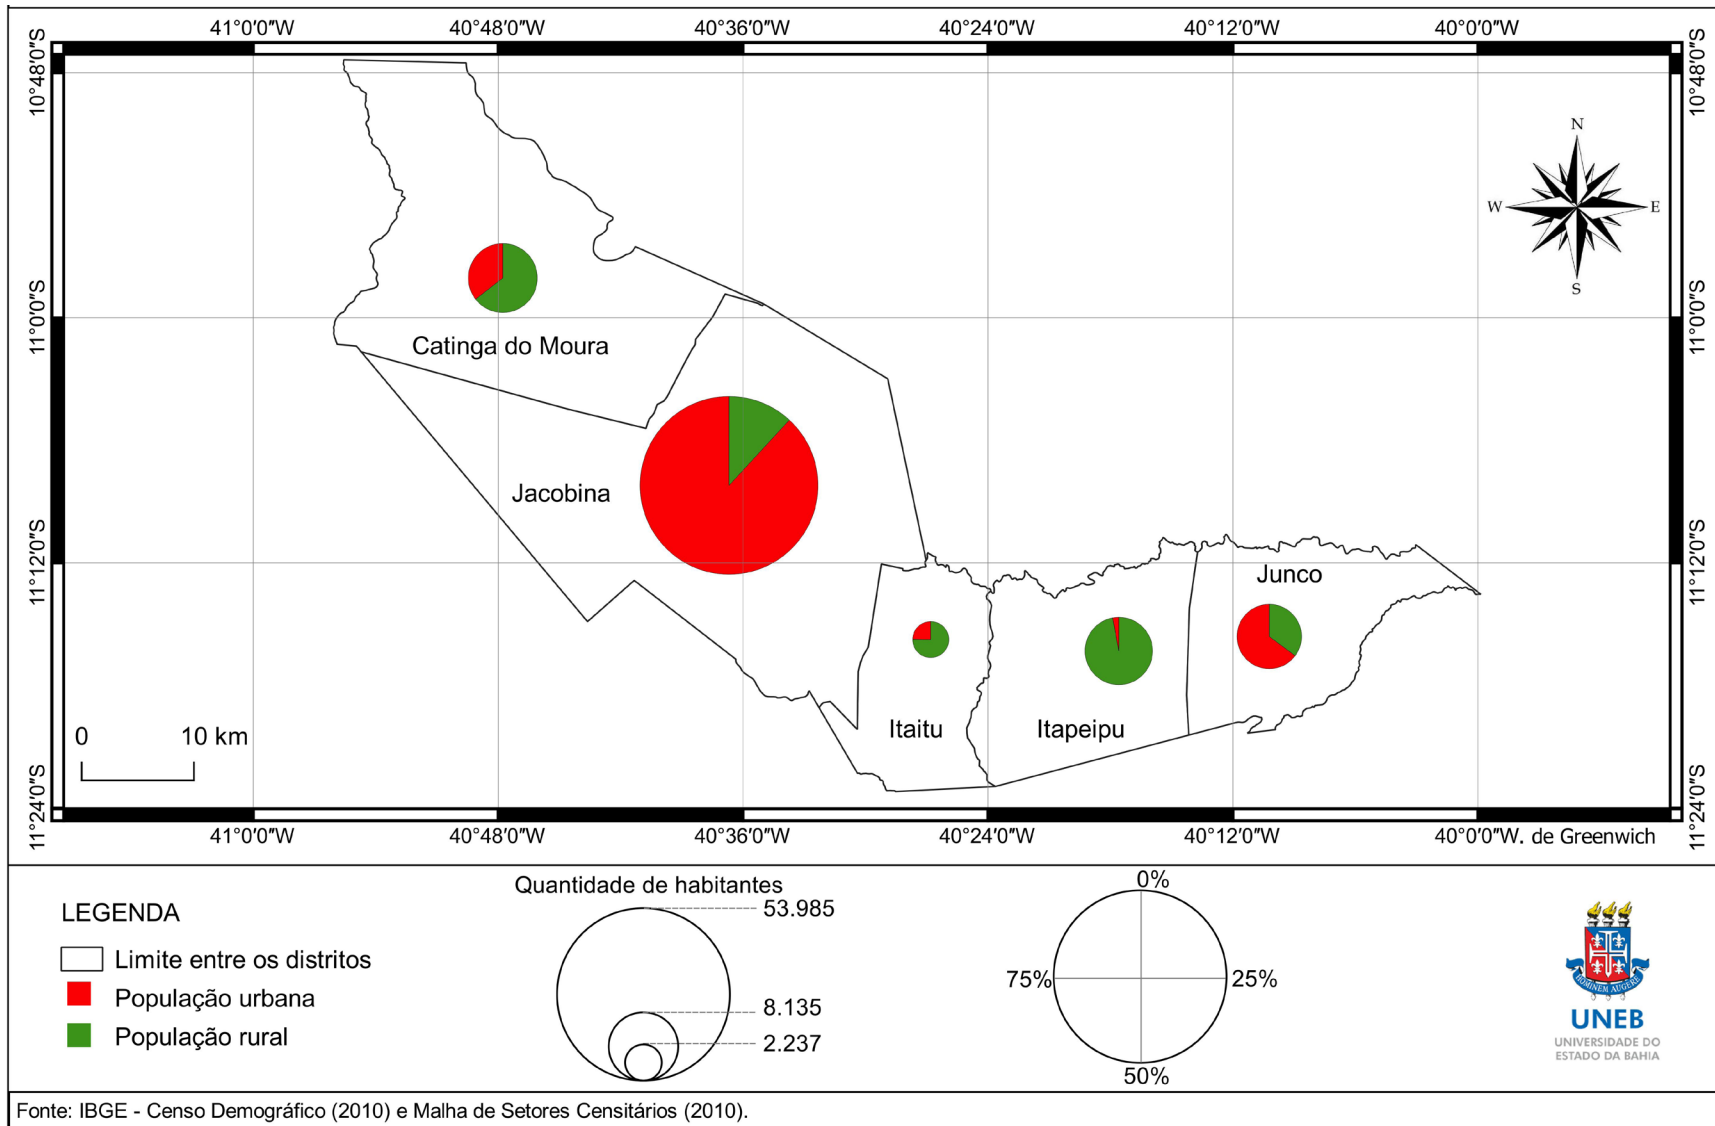 41°0'0"W 40°48'0"W 40°36'0"W 40°24'0"W 40°12'0"W 40°0'0"W
10°48'0"S 10°48'0"S
N
W E
S
11°0'0"S 11°0'0"S
Catinga do Moura
Jacobina
11°12'0"S 11°12'0"S
Junco
Itaitu
Itapeipu
0 10 km
11°24'0"S 11°24'0"S
41°0'0"W 40°48'0"W 40°36'0"W 40°24'0"W 40°12'0"W 40°0'0"W. de Greenwich
LEGENDA
Limite entre os distritos
População urbana
População rural
Quantidade de habitantes
53.985
8.135
2.237
0%
75% 25%
50%
HOMINEM AUGERE
UNEB
UNIVERSIDADE DO
ESTADO DA BAHIA
Fonte: IBGE - Censo Demográfico (2010) e Malha de Setores Censitários (2010).